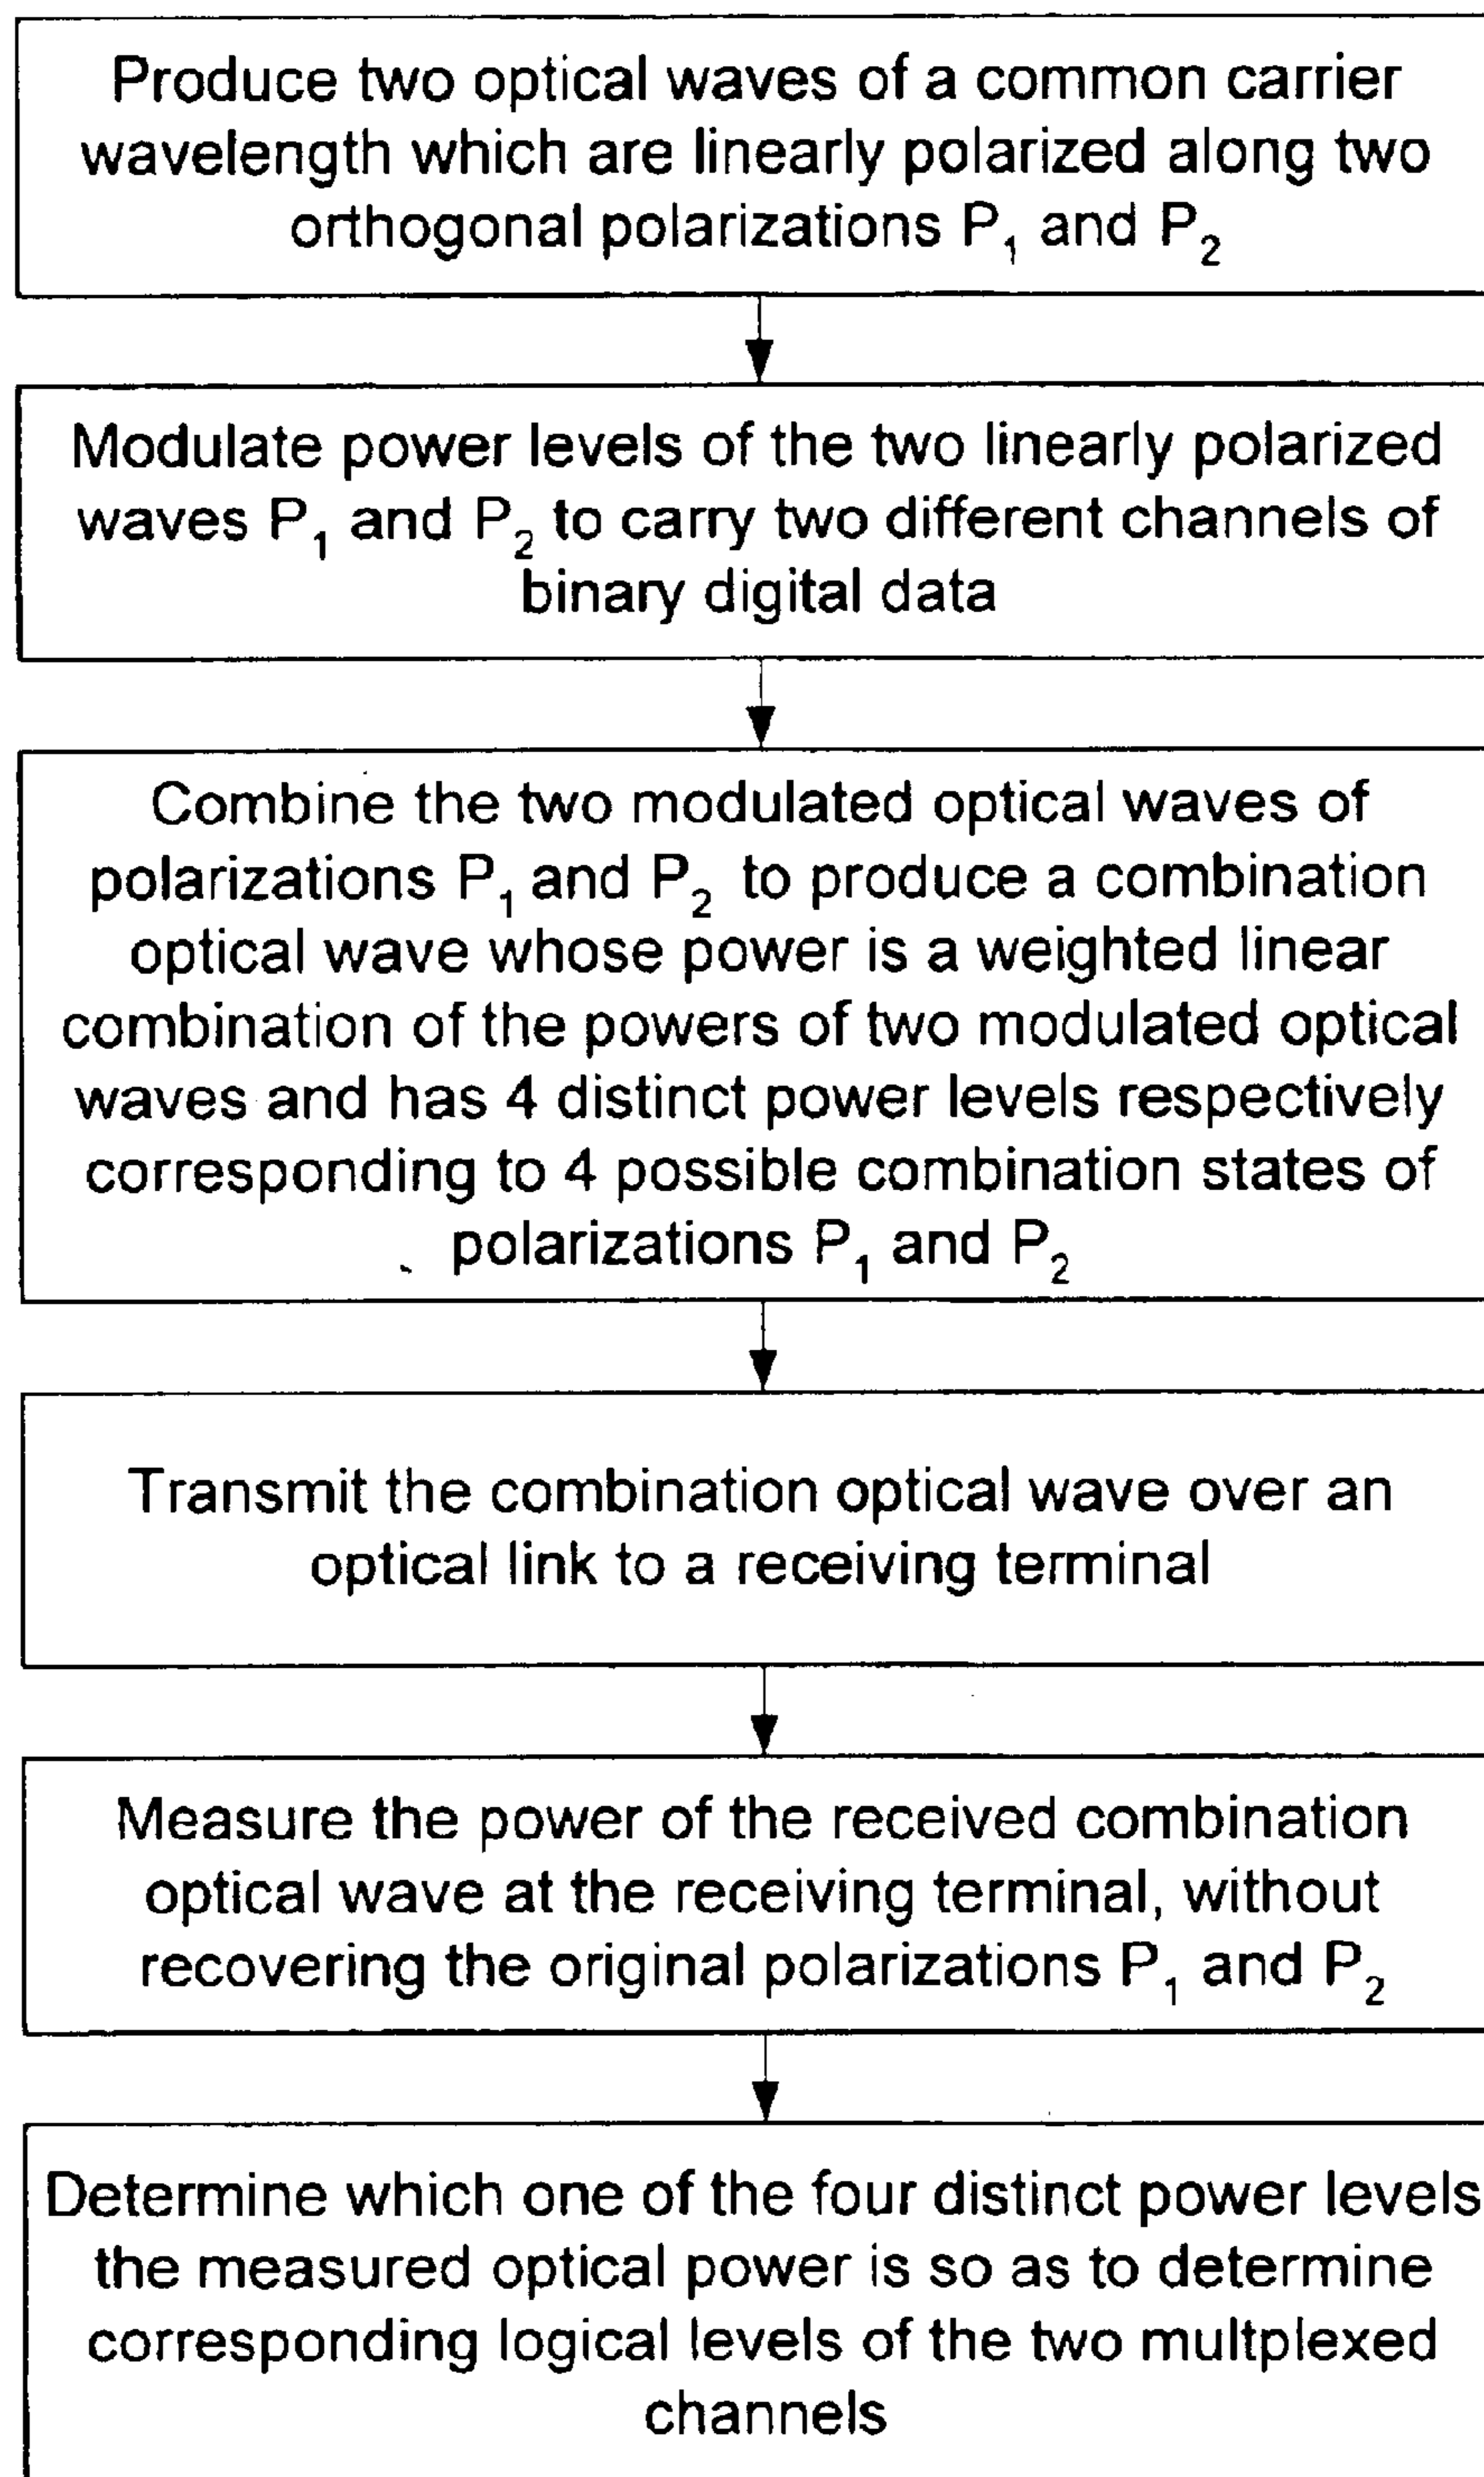 Produce two optical waves of a common carrier
wavelength which are linearly polarized along two
orthogonal polarizations P₁ and P₂
Modulate power levels of the two linearly polarized
waves P₁ and P₂ to carry two different channels of
binary digital data
Combine the two modulated optical waves of
polarizations P₁ and P₂ to produce a combination
optical wave whose power is a weighted linear
combination of the powers of two modulated optical
waves and has 4 distinct power levels respectively
corresponding to 4 possible combination states of
polarizations P₁ and P₂
Transmit the combination optical wave over an
optical link to a receiving terminal
Measure the power of the received combination
optical wave at the receiving terminal, without
recovering the original polarizations P₁ and P₂
Determine which one of the four distinct power levels
the measured optical power is so as to determine
corresponding logical levels of the two multplexed
channels